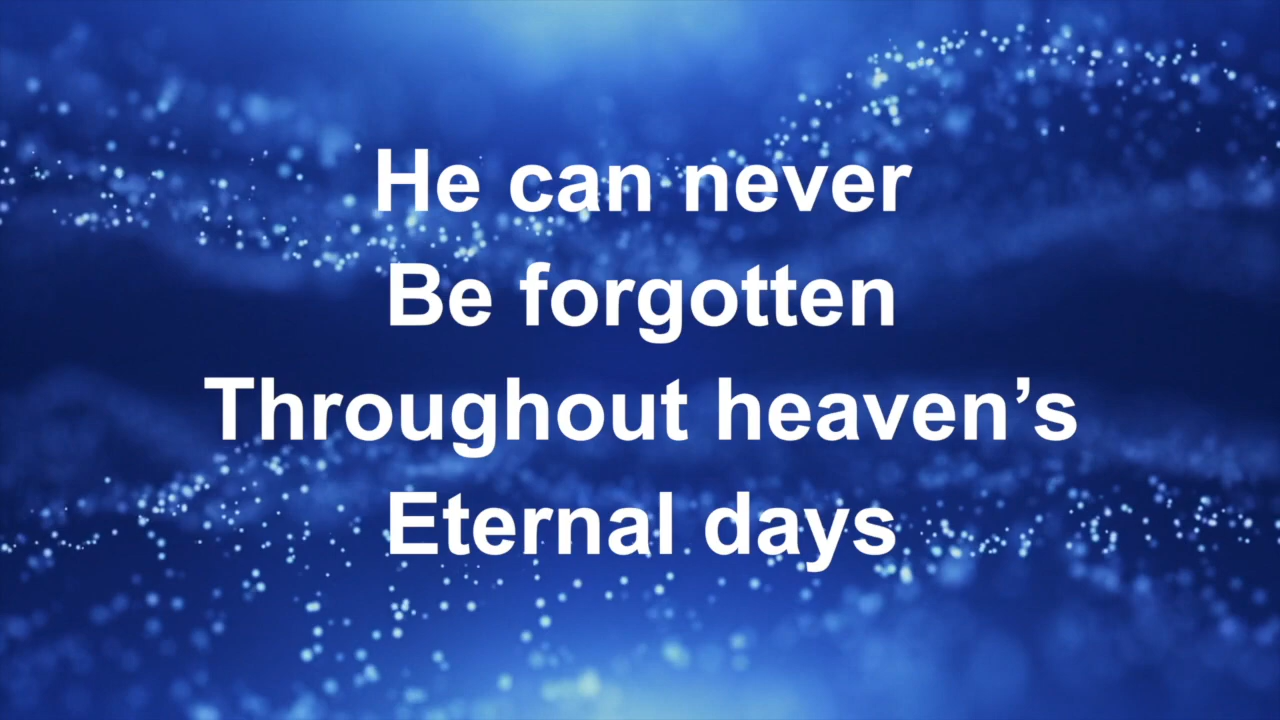 He can never
Be forgotten
Throughout heaven’s
Eternal days